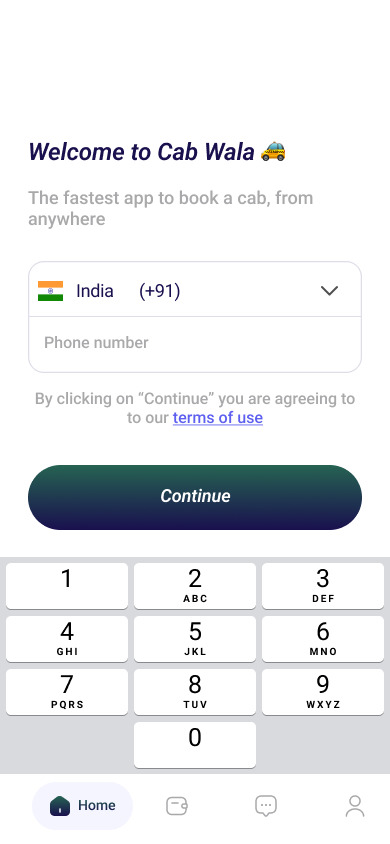 Welcome to Cab Wala 🚕
The fastest app to book a cab, from
anywhere
India (+91)
Phone number
By clicking on “Continue” you are agreeing to
to our terms of use
Continue
1 2 3
ABC DEF
4 5 6
GHI JKL MNO
7 8 9
PQRS TUV WXYZ
0
Home